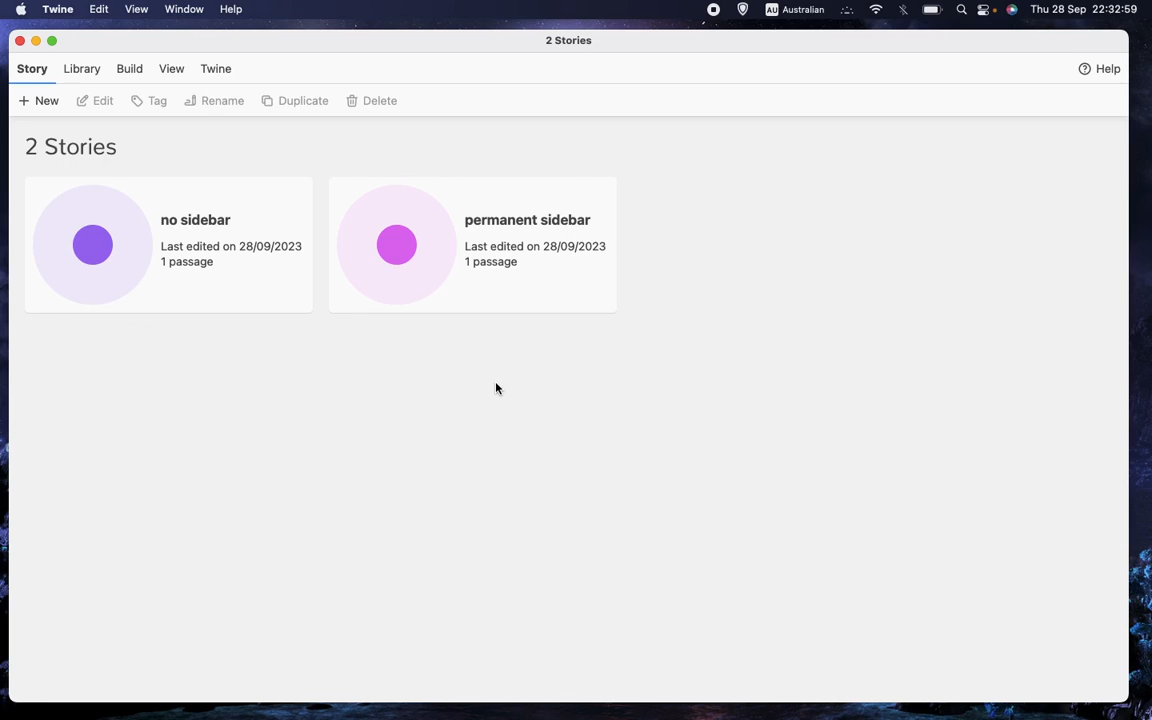 Twine Edit View Window Help AU Australian Thu 28 Sep 22:32:59
2 Stories
Story Library Build View Twine Help
New Edit Tag Rename Duplicate Delete
2 Stories
no sidebar
Last edited on 28/09/2023
1 passage
permanent sidebar
Last edited on 28/09/2023
1 passage